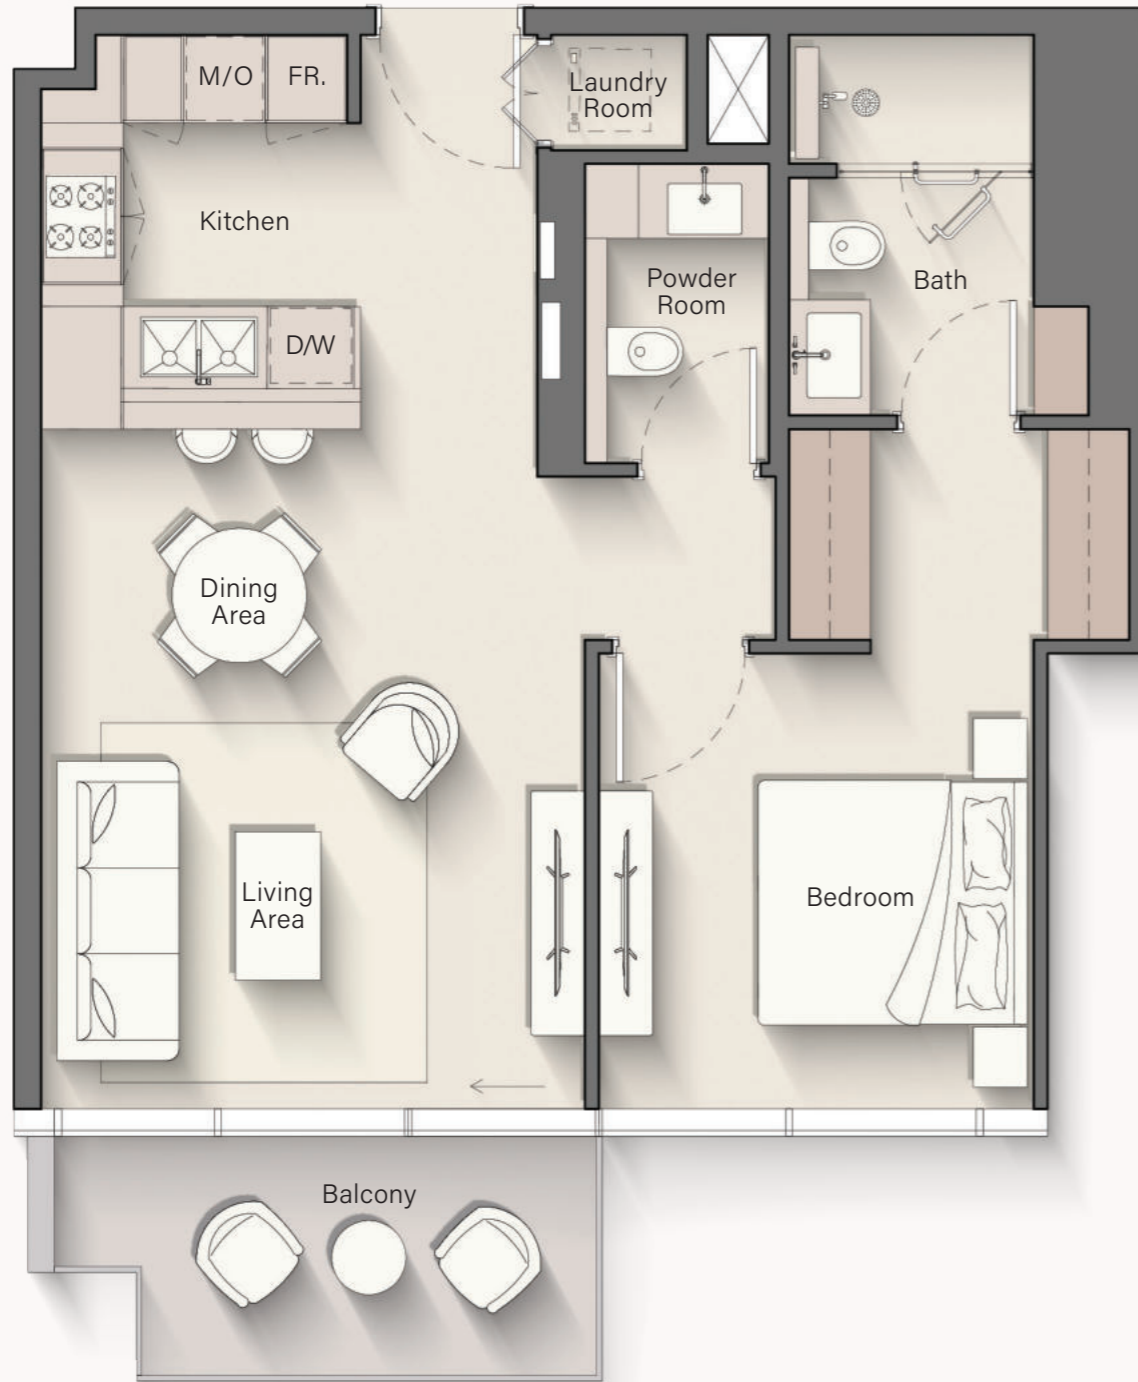 M/O
FR.
Laundry
Room
Kitchen
Powder
Room
Bath
D/W
Dining
Area
Living
Area
Bedroom
Balcony